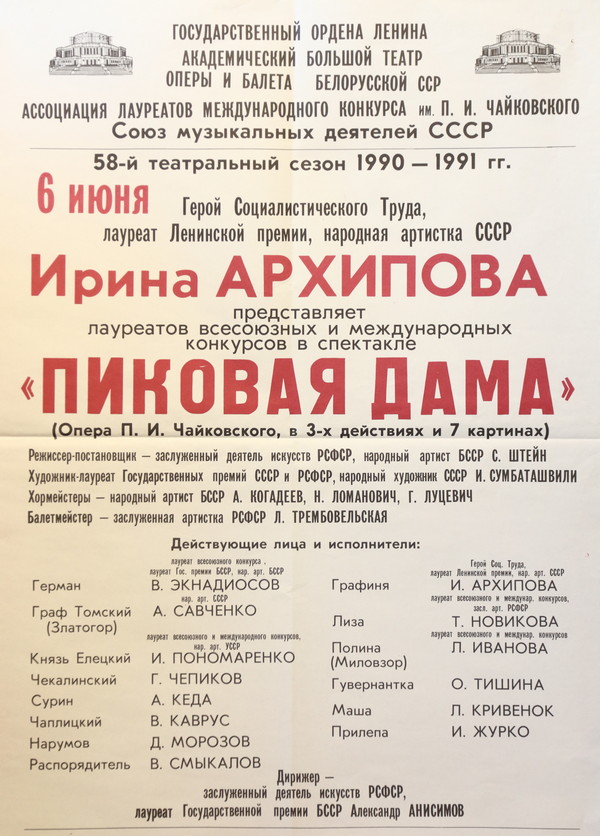 ГОСУДАРСТВЕННЫЙ ОРДЕНА ЛЕНИНА
АКАДЕМИЧЕСКИЙ БОЛЬШОЙ ТЕАТР
ОПЕРЫ И БАЛЕТА БЕЛОРУССКОЙ ССР
АССОЦИАЦИЯ ЛАУРЕАТОВ МЕЖДУНАРОДНОГО КОНКУРСА им. П. И. ЧАЙКОВСКОГО
Союз музыкальных деятелей СССР
58-й театральный сезон 1990 — 1991 гг.
6 июня Герой Социалистического Труда,
лауреат Ленинской премии, народная артистка СССР
Ирина АРХИПОВА
представляет
лауреатов всесоюзных и международных
конкурсов в спектакле
«ПИКОВАЯ ДАМА»
(Опера П. И. Чайковского, в 3-х действиях и 7 картинах)
Режиссер-постановщик — заслуженный деятель искусств РСФСР, народный артист БССР С. ШТЕЙН
Художник-лауреат Государственных премий СССР и РСФСР, народный художник СССР И. СУМБАТАШВИЛИ
Хормейстеры — народный артист БССР А. КОГАДЕЕВ, Н. ЛОМАНОВИЧ, Г. ЛУЦЕВИЧ
Балетмейстер — заслуженная артистка РСФСР Л. ТРЕМБОВЕЛЬСКАЯ
Действующие лица и исполнители:
лауреат всесоюзного конкурса,
лауреат Гос. премии БССР, нар. арт. БССР
Герман В. ЭКНАДИОСОВ
нар. арт. СССР
Граф Томский А. САВЧЕНКО
(Златогор)
лауреат всесоюзного и международного конкурсов,
нар. арт. УССР
Князь Елецкий И. ПОНОМАРЕНКО
Чекалинский Г. ЧЕПИКОВ
Сурин А. КЕДА
Чаплицкий В. КАВРУС
Нарумов Д. МОРОЗОВ
Распорядитель В. СМЫКАЛОВ
Герой Соц. Труда,
лауреат Ленинской премии, нар. арт. СССР
Графиня И. АРХИПОВА
лауреат всесоюзного и междунар. конкурсов,
засл. арт. РСФСР
Лиза Т. НОВИКОВА
лауреат всесоюзного и междунар. конкурсов
Полина Л. ИВАНОВА
(Миловзор)
Гувернантка О. ТИШИНА
Маша Л. КРИВЕНОК
Прилепа И. ЖУРКО
Дирижер —
заслуженный деятель искусств РСФСР,
лауреат Государственной премии БССР Александр АНИСИМОВ